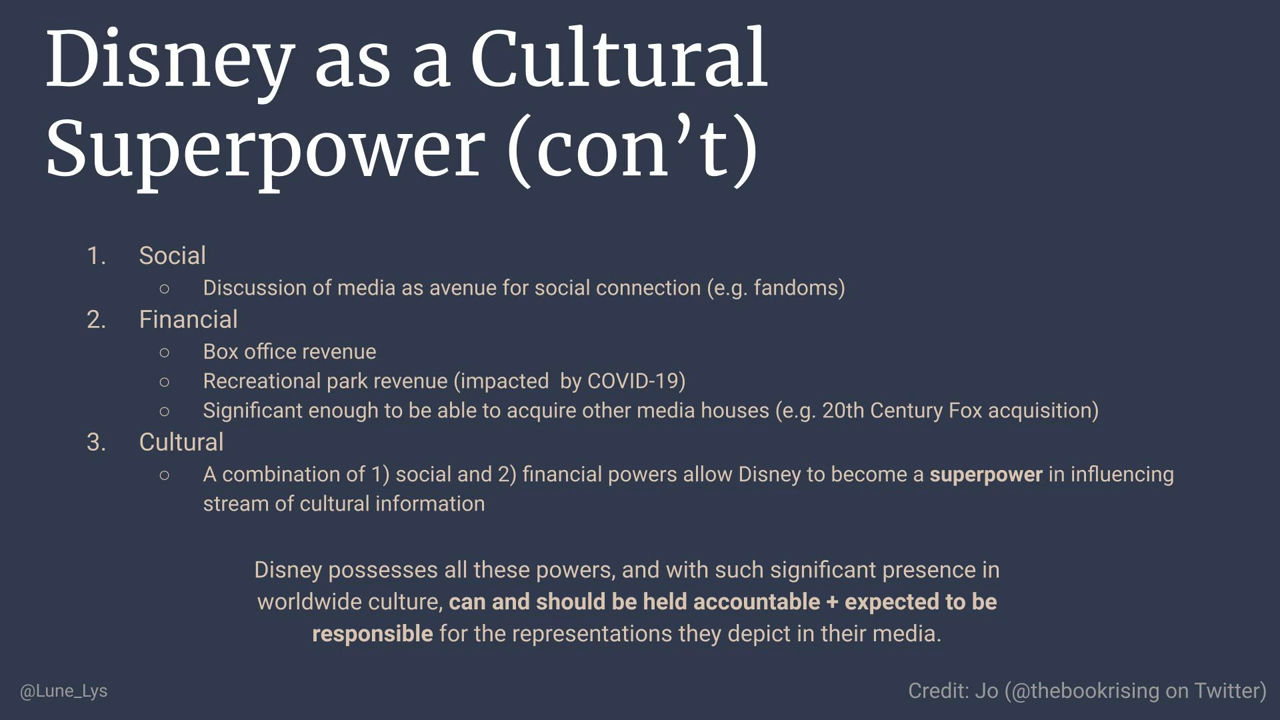 Disney as a Cultural
Superpower (con’t)
1. Social
○ Discussion of media as avenue for social connection (e.g. fandoms)
2. Financial
○ Box office revenue
○ Recreational park revenue (impacted  by COVID-19)
○ Significant enough to be able to acquire other media houses (e.g. 20th Century Fox acquisition)
3. Cultural
○ A combination of 1) social and 2) financial powers allow Disney to become a superpower in influencing
stream of cultural information
Disney possesses all these powers, and with such significant presence in
worldwide culture, can and should be held accountable + expected to be
responsible for the representations they depict in their media.
@Lune_Lys
Credit: Jo (@thebookrising on Twitter)